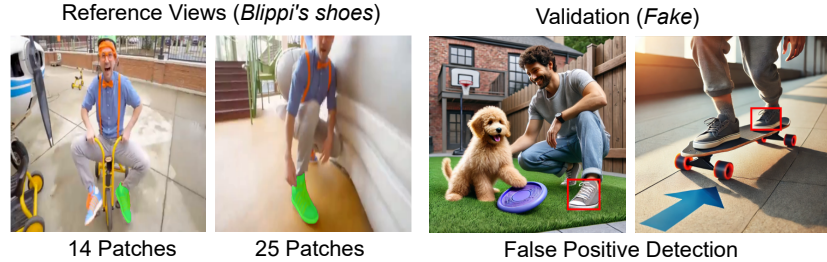 Reference Views (Blippi's shoes)
Validation (Fake)
14 Patches
25 Patches
False Positive Detection